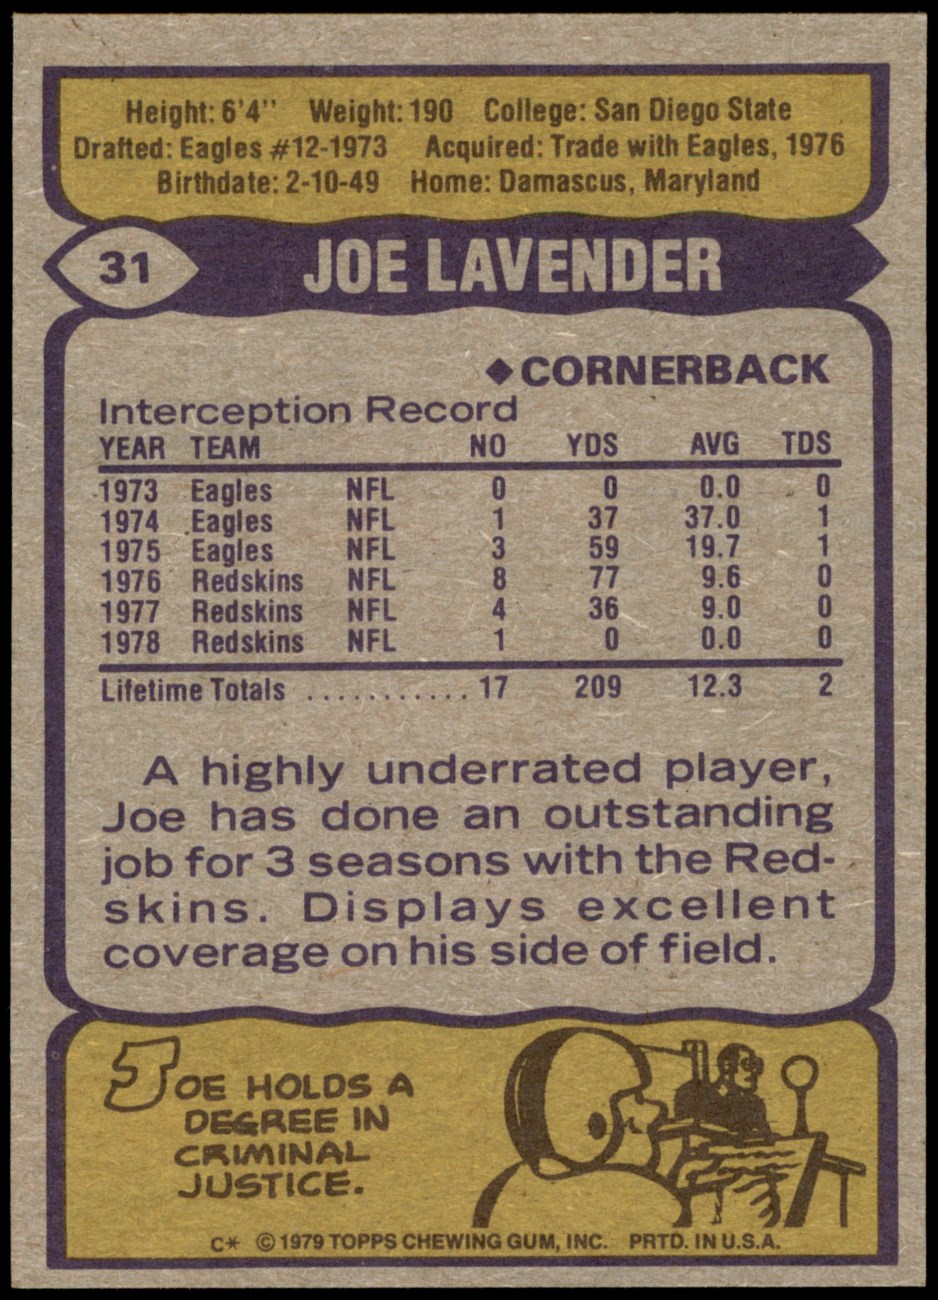 Height: 6'4'' Weight: 190 College: San Diego State
Drafted: Eagles #12-1973 Acquired: Trade with Eagles, 1976
Birthdate: 2-10-49 Home: Damascus, Maryland
31 JOE LAVENDER
◆CORNERBACK
Interception Record
YEAR TEAM NO YDS AVG TDS
1973 Eagles NFL 0 0 0.0 0
1974 Eagles NFL 1 37 37.0 1
1975 Eagles NFL 3 59 19.7 1
1976 Redskins NFL 8 77 9.6 0
1977 Redskins NFL 4 36 9.0 0
1978 Redskins NFL 1 0 0.0 0
Lifetime Totals ........... 17 209 12.3 2
A highly underrated player,
Joe has done an outstanding
job for 3 seasons with the Red-
skins. Displays excellent
coverage on his side of field.
JOE HOLDS A
DEGREE IN
CRIMINAL
JUSTICE.
C* © 1979 TOPPS CHEWING GUM, INC. PRTD. IN U.S.A.